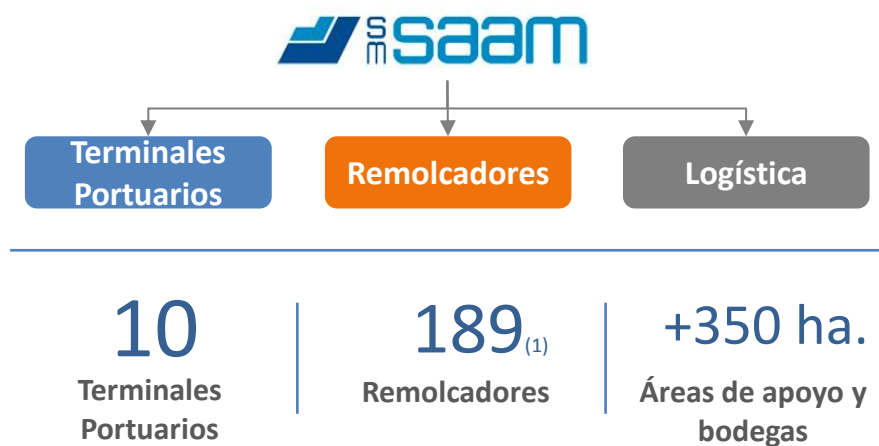 SM saam
Terminales
Portuarios
Remolcadores
Logística
10
Terminales
Portuarios
189(1)
Remolcadores
+350 ha.
Áreas de apoyo y
bodegas